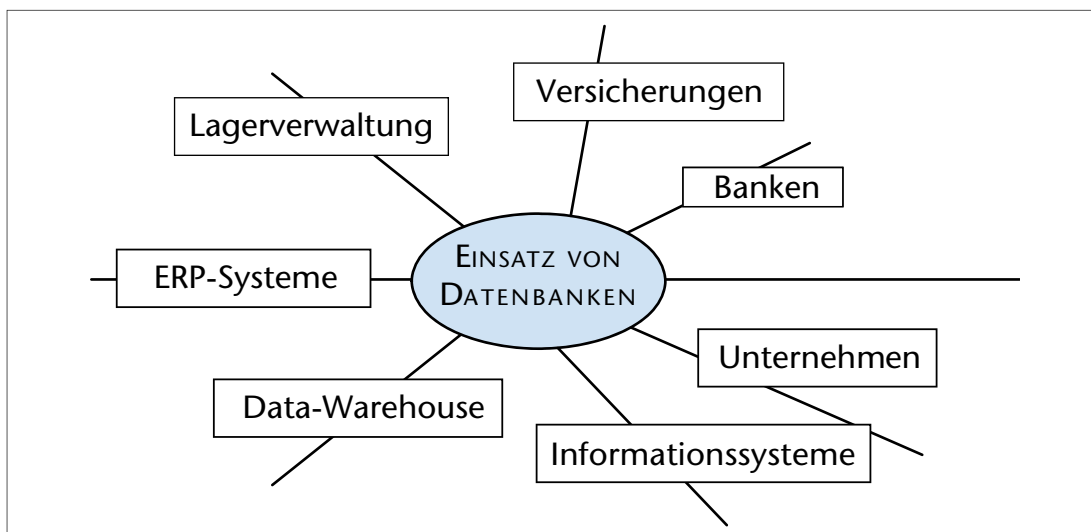 Versicherungen
Lagerverwaltung
Banken
EINSATZ VON
DATENBANKEN
ERP-Systeme
Unternehmen
Data-Warehouse
Informationssysteme